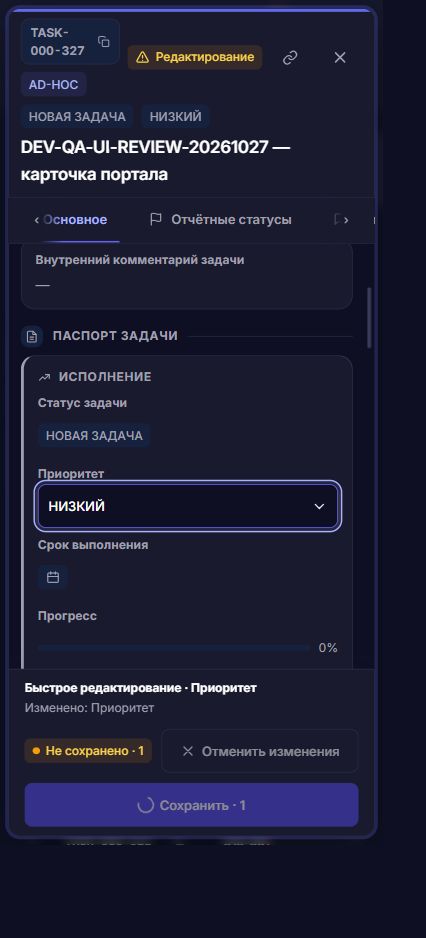 TASK-
000-327
Редактирование
AD-HOC
НОВАЯ ЗАДАЧА
НИЗКИЙ
DEV-QA-UI-REVIEW-20261027 —
карточка портала
Основное
Отчётные статусы
Внутренний комментарий задачи
—
ПАСПОРТ ЗАДАЧИ
ИСПОЛНЕНИЕ
Статус задачи
НОВАЯ ЗАДАЧА
Приоритет
НИЗКИЙ
Срок выполнения
Прогресс
0%
Быстрое редактирование · Приоритет
Изменено: Приоритет
Не сохранено · 1
Отменить изменения
Сохранить · 1